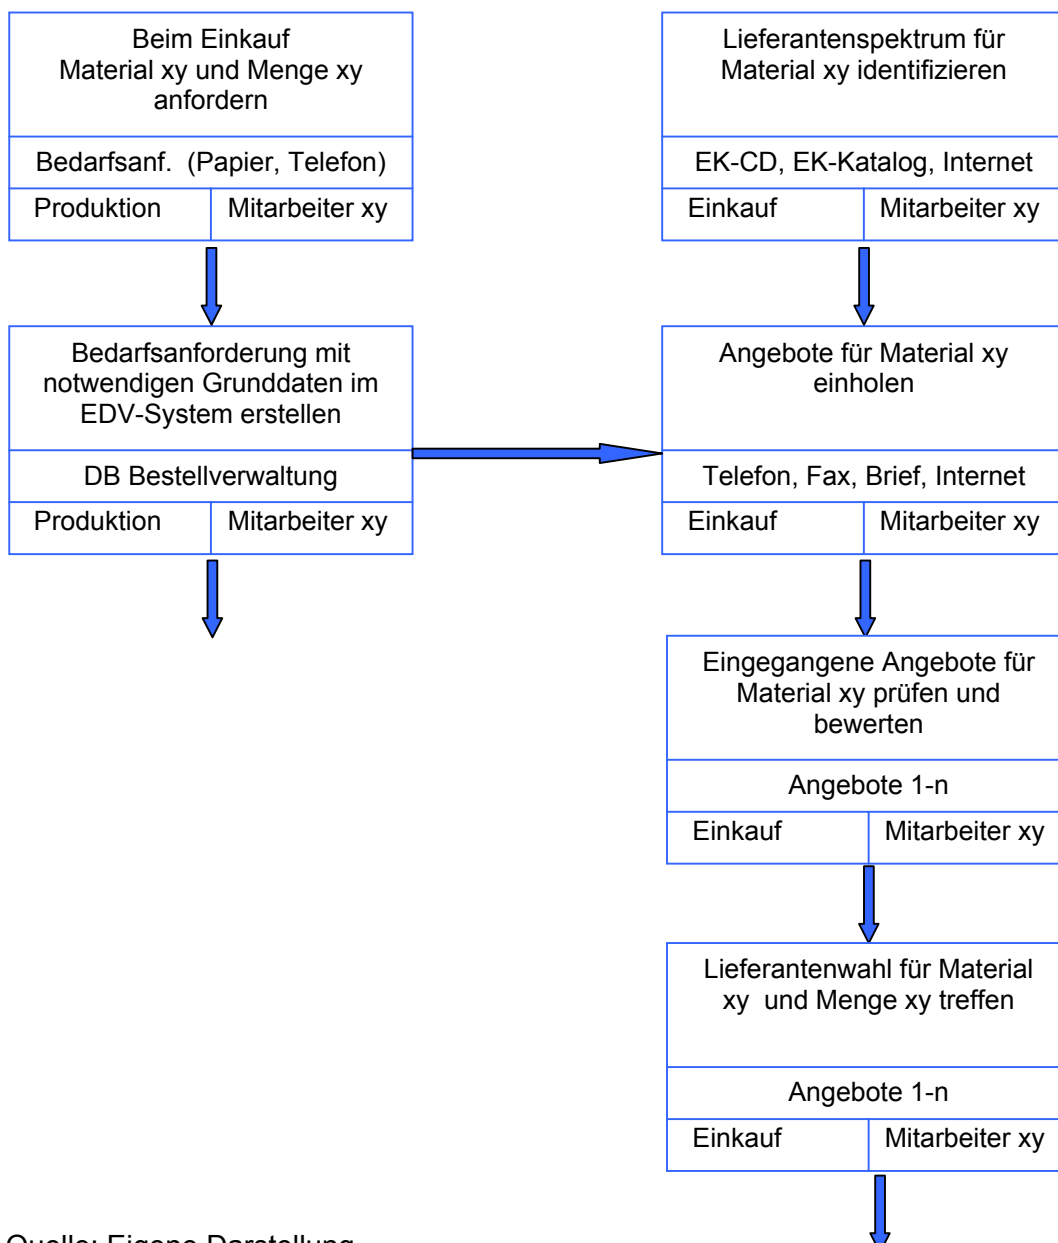 Beim Einkauf
Material xy und Menge xy
anfordern
Bedarfsanf. (Papier, Telefon)
Produktion
Mitarbeiter xy
Bedarfsanforderung mit
notwendigen Grunddaten im
EDV-System erstellen
DB Bestellverwaltung
Produktion
Mitarbeiter xy
Lieferantenspektrum für
Material xy identifizieren
EK-CD, EK-Katalog, Internet
Einkauf
Mitarbeiter xy
Angebote für Material xy
einholen
Telefon, Fax, Brief, Internet
Einkauf
Mitarbeiter xy
Eingegangene Angebote für
Material xy prüfen und
bewerten
Angebote 1-n
Einkauf
Mitarbeiter xy
Lieferantenwahl für Material
xy und Menge xy treffen
Angebote 1-n
Einkauf
Mitarbeiter xy
Quelle: Eigene Darstellung